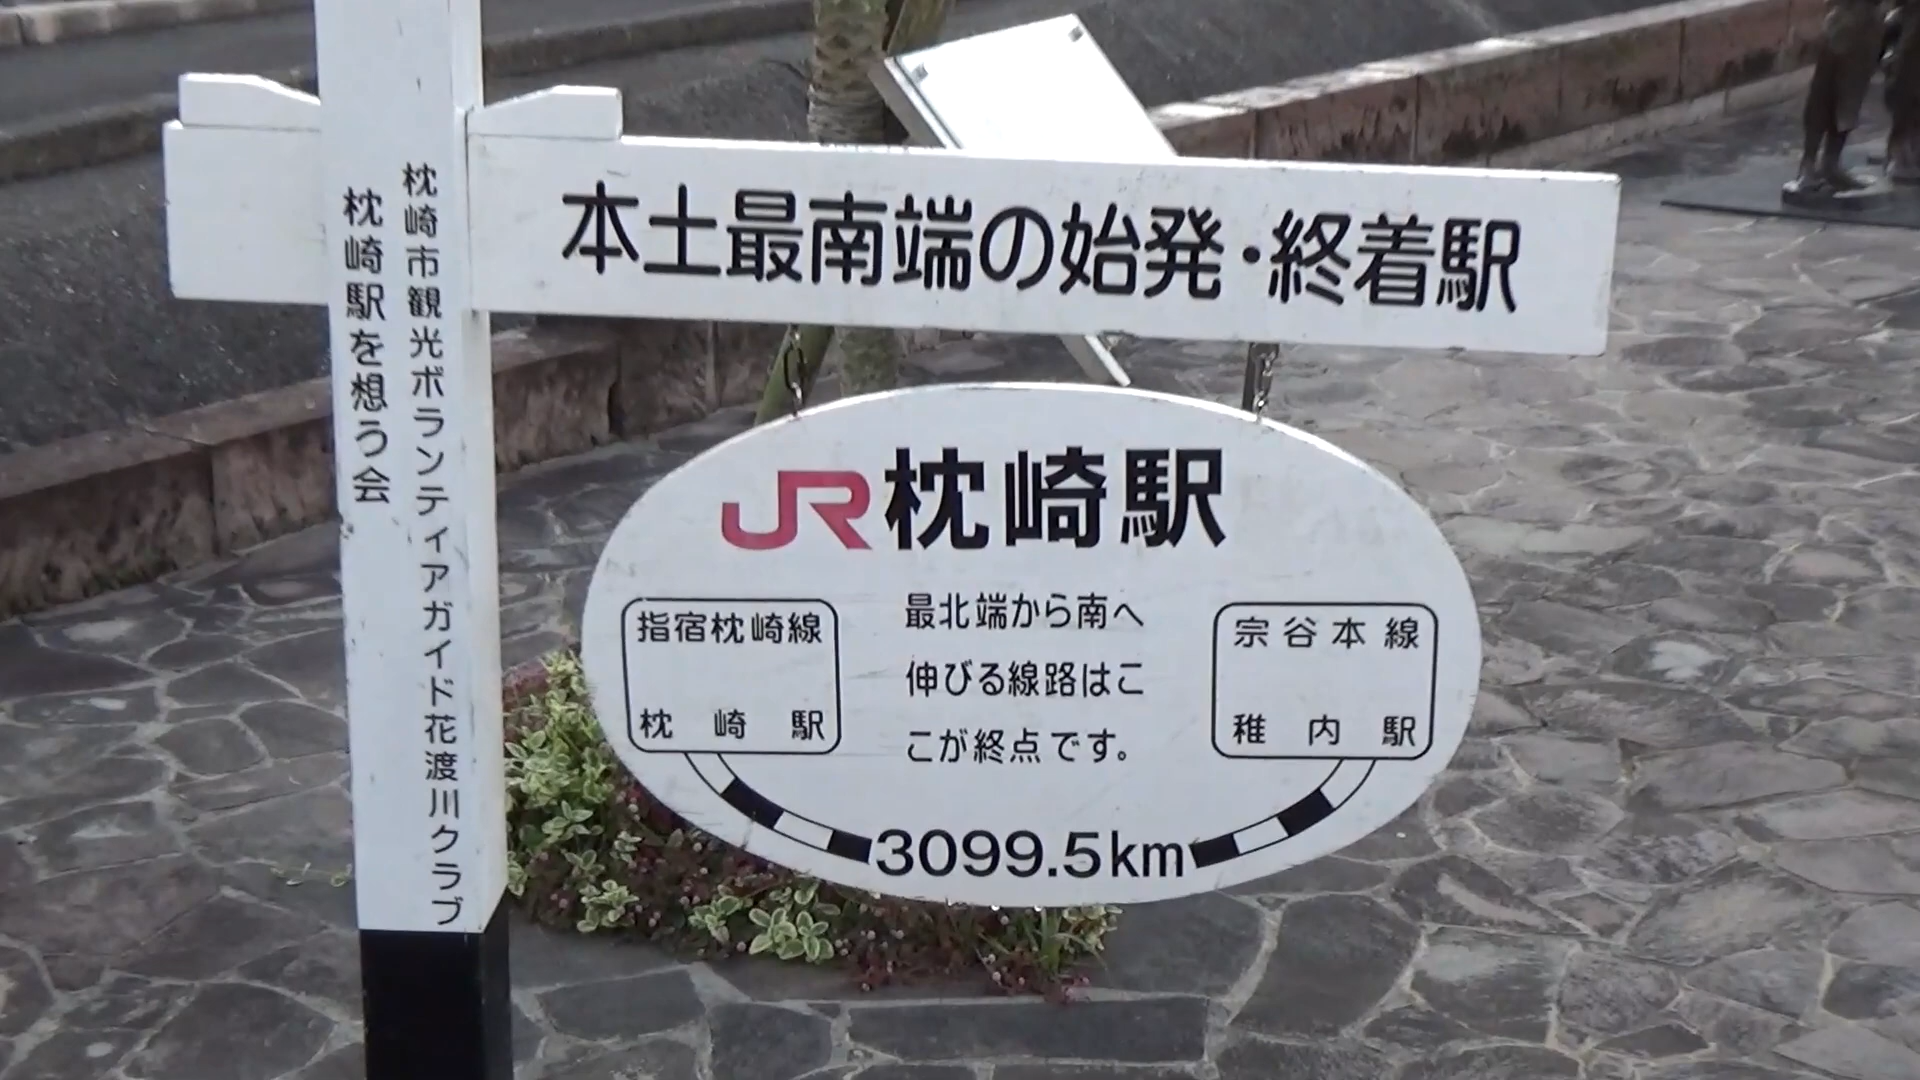 本土最南端の始発・終着駅
枕崎市観光ボランティアガイド花渡川クラブ
枕崎駅を想う会
JR枕崎駅
最北端から南へ
伸びる線路はこ
こが終点です。
指宿枕崎線
枕崎駅
宗谷本線
稚内駅
3099.5km